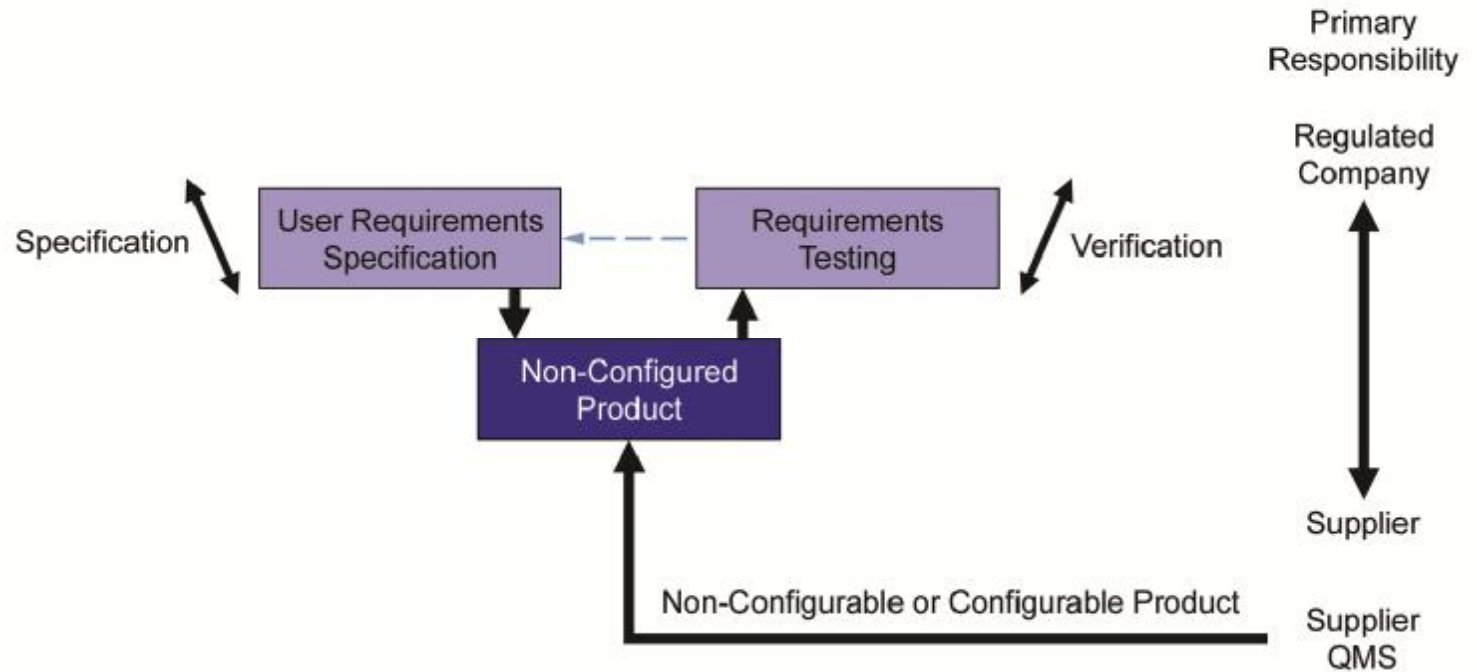 Primary
Responsibility
Regulated
Company
Specification
User Requirements
Specification
Requirements
Testing
Verification
Non-Configured
Product
Supplier
Non-Configurable or Configurable Product
Supplier
QMS